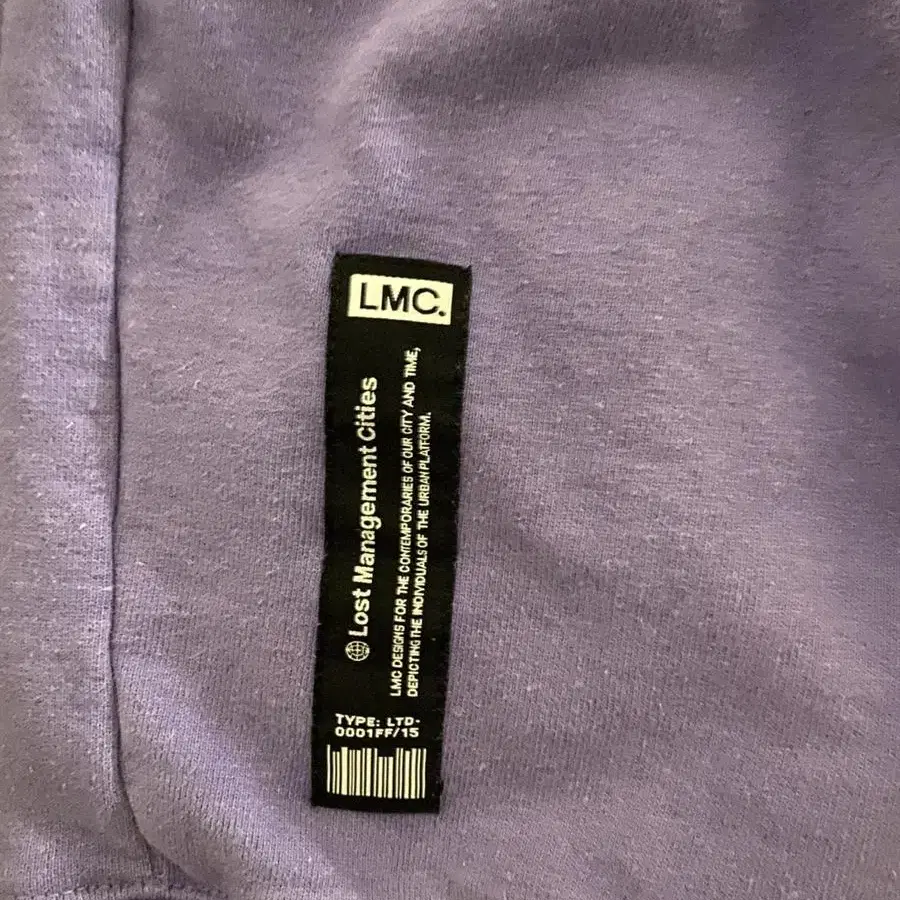 LMC.
Lost Management Cities
LMC DESIGNS FOR THE CONTEMPORARIES OF OUR CITY AND TIME,
DEPICTING THE INDIVIDUALS OF THE URBAN PLATFORM.
TYPE: LTD-
0001FF/15